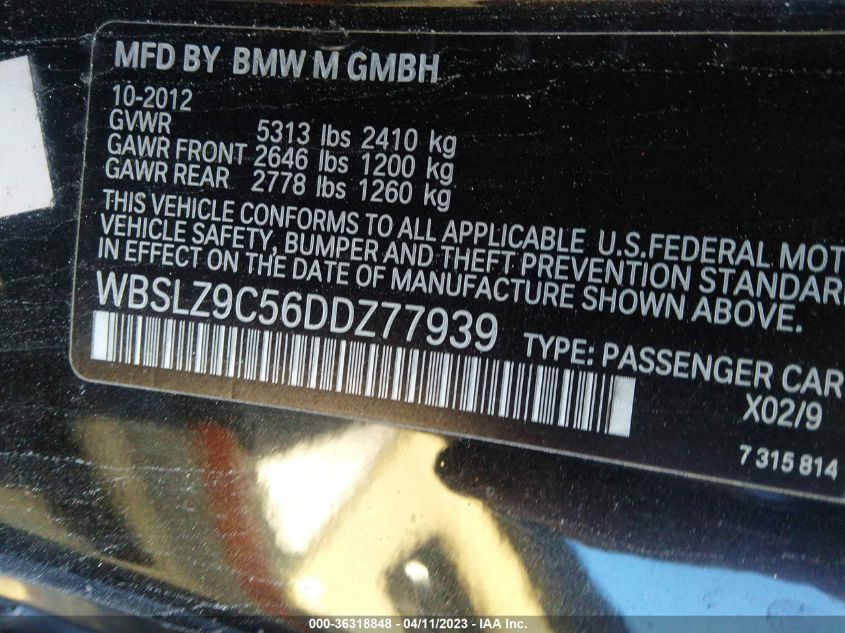 MFD BY BMW M GMBH
10-2012
GVWR 5313 lbs 2410 kg
GAWR FRONT 2646 lbs 1200 kg
GAWR REAR 2778 lbs 1260 kg
THIS VEHICLE CONFORMS TO ALL APPLICABLE U.S.FEDERAL MOT
VEHICLE SAFETY, BUMPER AND THEFT PREVENTION STANDAR
IN EFFECT ON THE DATE OF MANUFACTURE SHOWN ABOVE.
WBSLZ9C56DDZ77939 TYPE: PASSENGER CAR
X02/9
7 315 814
000-36318848 - 04/11/2023 - IAA Inc.